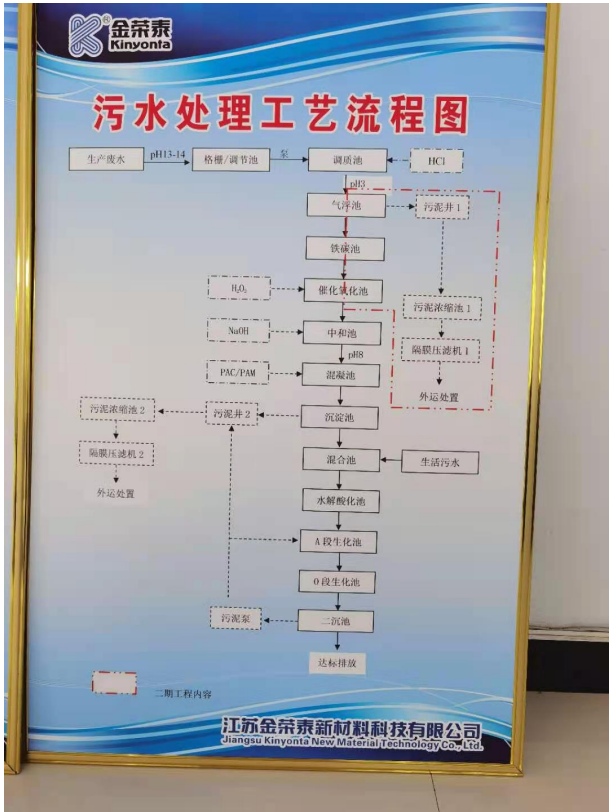 金荣泰®
Kinyonta
污水处理工艺流程图
生产废水 pH13-14 格栅/调节池 泵 调质池 HCl
pH3
气浮池 污泥井1
铁碳池
H₂O₂ 催化氧化池 污泥浓缩池1
NaOH 中和池
pH8 隔膜压滤机1
PAC/PAM 混凝池
外运处置
污泥浓缩池2 污泥井2 沉淀池
隔膜压滤机2 混合池 生活污水
外运处置 水解酸化池
A段生化池
O段生化池
污泥泵 二沉池
达标排放
二期工程内容
江苏金荣泰新材料科技有限公司
Jiangsu Kinyonta New Material Technology Co., Ltd.